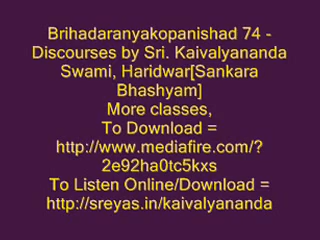 Brihadaranyakopanishad 74 -
Discourses by Sri. Kaivalyananda
Swami, Haridwar[Sankara
Bhashyam]
More classes,
To Download =
http://www.mediafire.com/?
2e92ha0tc5kxs
To Listen Online/Download =
http://sreyas.in/kaivalyananda